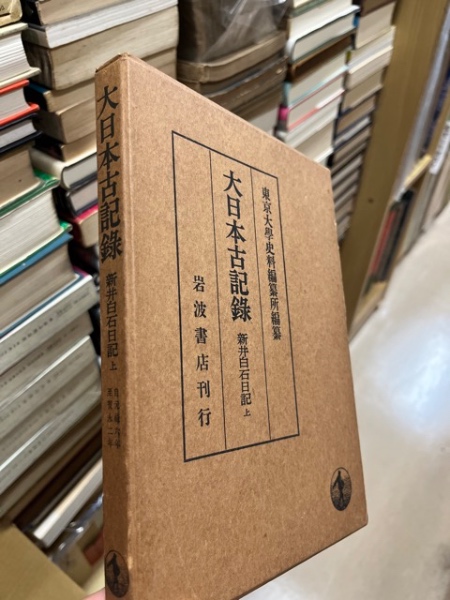 東京大學史料編纂所編纂
大日本古記錄 新井白石日記 上
岩波書店刊行
大日本古記錄 新井白石日記 上